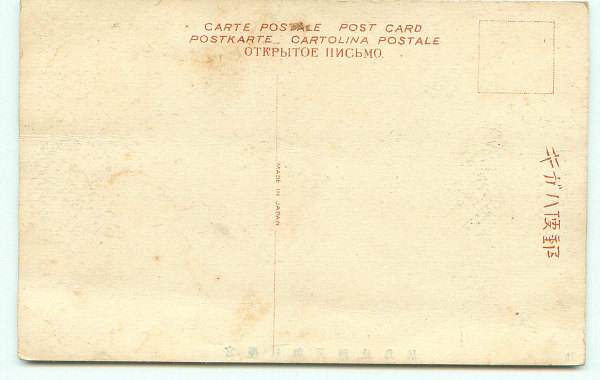 CARTE POSTALE POST CARD
POSTKARTE. CARTOLINA POSTALE
ОТКРЫТОЕ ПИСЬМО.
MADE IN JAPAN
郵便ハガキ